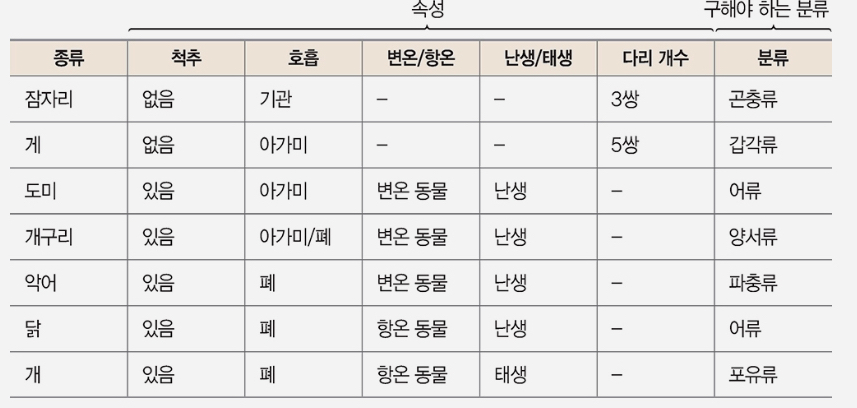 속성 구해야 하는 분류
종류 척추 호흡 변온/항온 난생/태생 다리 개수 분류
잠자리 없음 기관 – – 3쌍 곤충류
게 없음 아가미 – – 5쌍 갑각류
도미 있음 아가미 변온 동물 난생 – 어류
개구리 있음 아가미/폐 변온 동물 난생 – 양서류
악어 있음 폐 변온 동물 난생 – 파충류
닭 있음 폐 항온 동물 난생 – 어류
개 있음 폐 항온 동물 태생 – 포유류